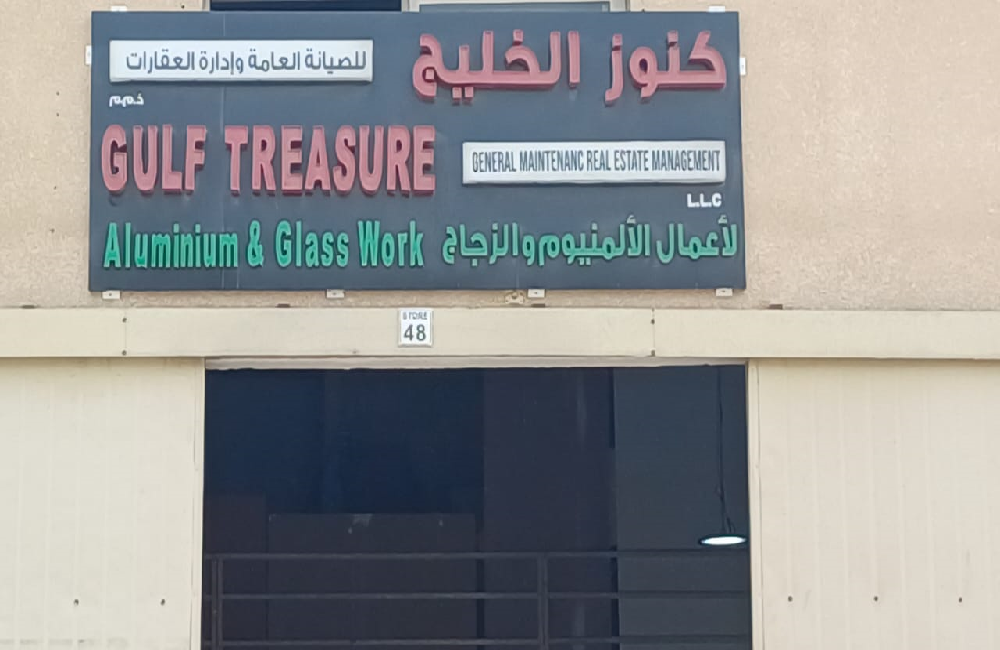 كنوز الخليج
للصيانة العامة وإدارة العقارات
ذ.م.م
GULF TREASURE
GENERAL MAINTENANC REAL ESTATE MANAGEMENT
L.L.C
Aluminium & Glass Work
لأعمال الألمنيوم والزجاج
STORE
48